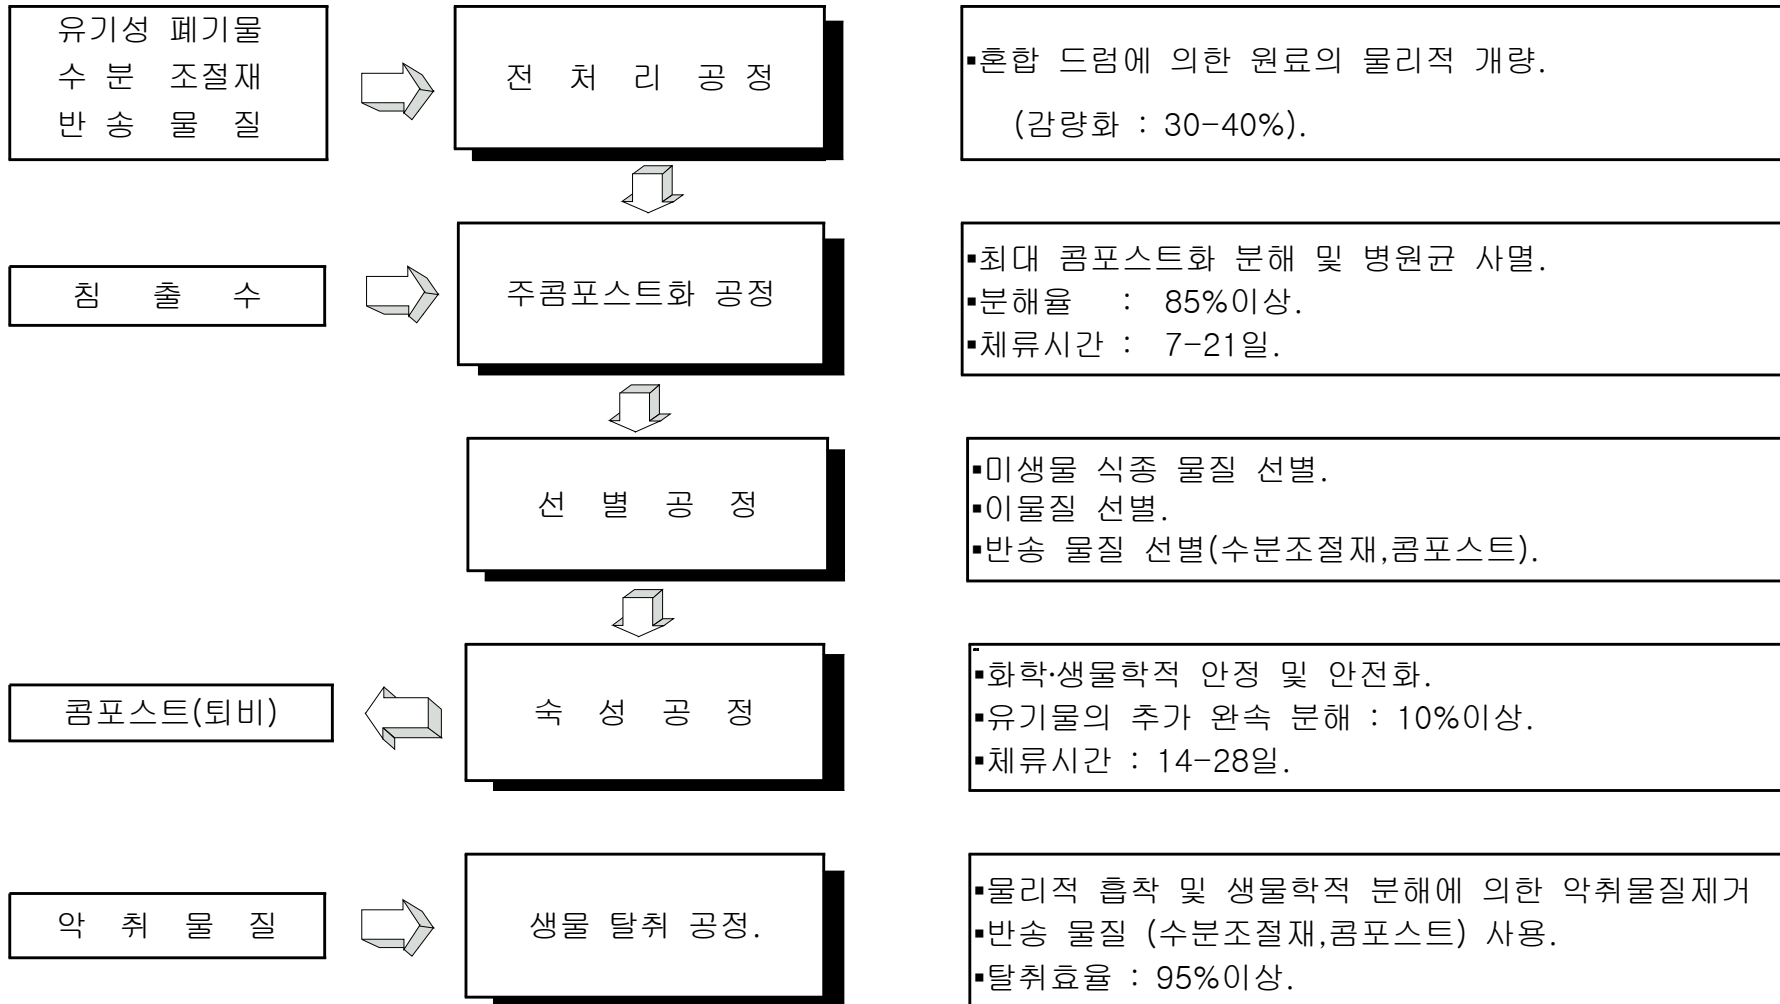 유기성 폐기물
수 분 조절재
반 송 물 질
전 처 리 공 정
▪혼합 드럼에 의한 원료의 물리적 개량.
(감량화 : 30-40%).
침 출 수
주콤포스트화 공정
▪최대 콤포스트화 분해 및 병원균 사멸.
▪분해율 : 85%이상.
▪체류시간 : 7-21일.
선 별 공 정
▪미생물 식종 물질 선별.
▪이물질 선별.
▪반송 물질 선별(수분조절재,콤포스트).
콤포스트(퇴비)
숙 성 공 정
▪화학·생물학적 안정 및 안전화.
▪유기물의 추가 완속 분해 : 10%이상.
▪체류시간 : 14-28일.
악 취 물 질
생물 탈취 공정.
▪물리적 흡착 및 생물학적 분해에 의한 악취물질제거
▪반송 물질 (수분조절재,콤포스트) 사용.
▪탈취효율 : 95%이상.